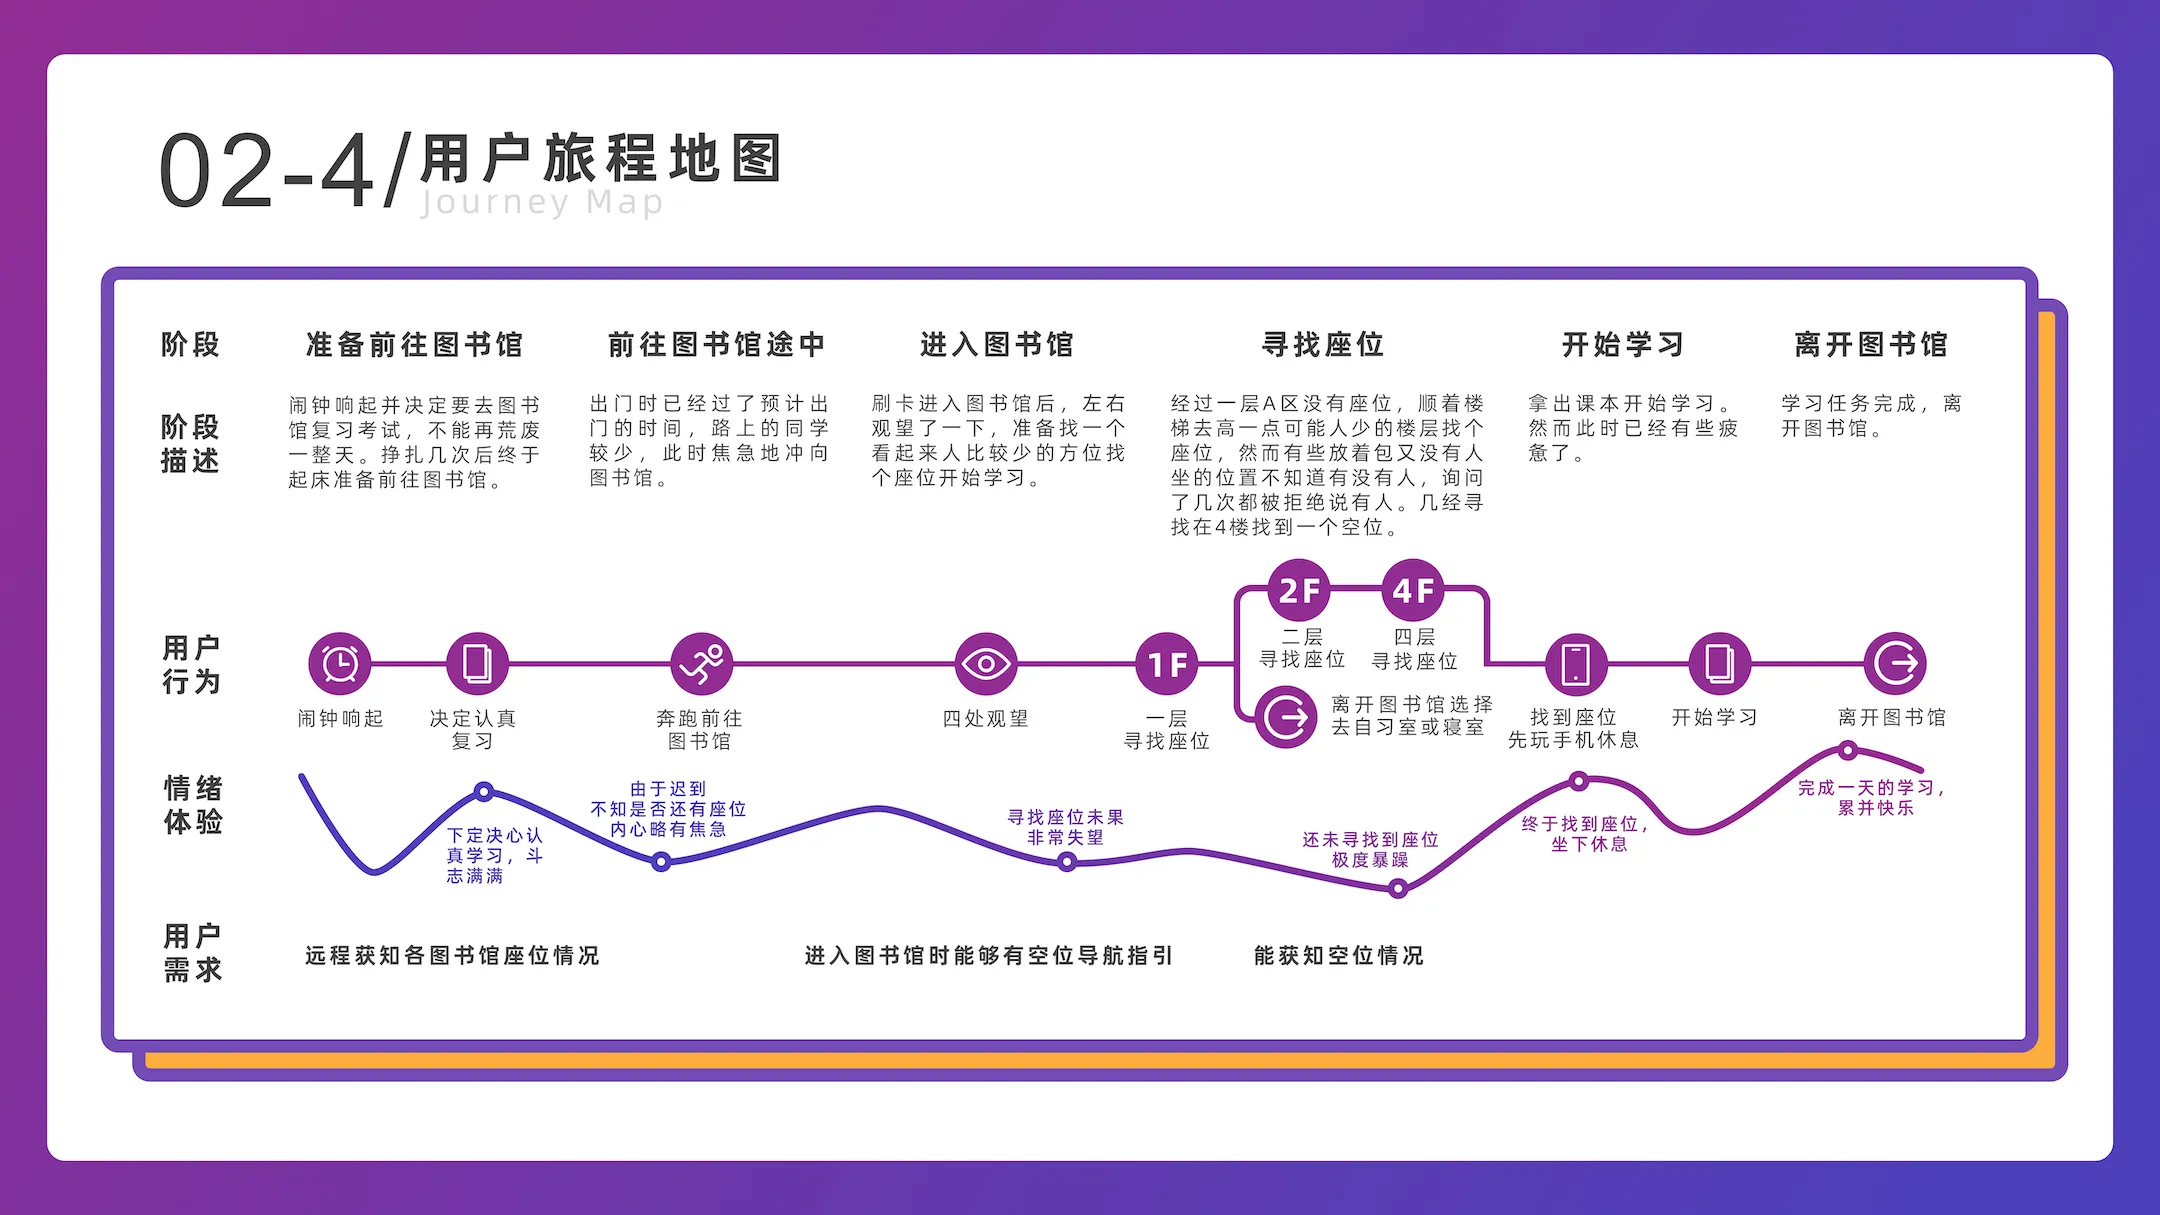 02-4/用户旅程地图
Journey Map
阶段
准备前往图书馆
前往图书馆途中
进入图书馆
寻找座位
开始学习
离开图书馆
阶段
描述
闹钟响起并决定要去图书
馆复习考试，不能再荒废
一整天。挣扎几次后终于
起床准备前往图书馆。
出门时已经过了预计出
门的时间，路上的同学
较少，此时焦急地冲向
图书馆。
刷卡进入图书馆后，左右
观望了一下，准备找一个
看起来人比较少的方位找
个座位开始学习。
经过一层A区没有座位，顺着楼
梯去高一点可能人少的楼层找个
座位，然而有些放着包又没有人
坐的位置不知道有没有人，询问
了几次都被拒绝说有人。几经寻
找在4楼找到一个空位。
拿出课本开始学习。
然而此时已经有些疲
惫了。
学习任务完成，离
开图书馆。
用户
行为
闹钟响起
决定认真
复习
奔跑前往
图书馆
四处观望
1F
一层
寻找座位
2F
二层
寻找座位
4F
四层
寻找座位
离开图书馆选择
去自习室或寝室
找到座位
先玩手机休息
开始学习
离开图书馆
情绪
体验
下定决心认
真学习，斗
志满满
由于迟到
不知是否还有座位
内心略有焦急
寻找座位未果
非常失望
还未寻找到座位
极度暴躁
终于找到座位，
坐下休息
完成一天的学习，
累并快乐
用户
需求
远程获知各图书馆座位情况
进入图书馆时能够有空位导航指引
能获知空位情况